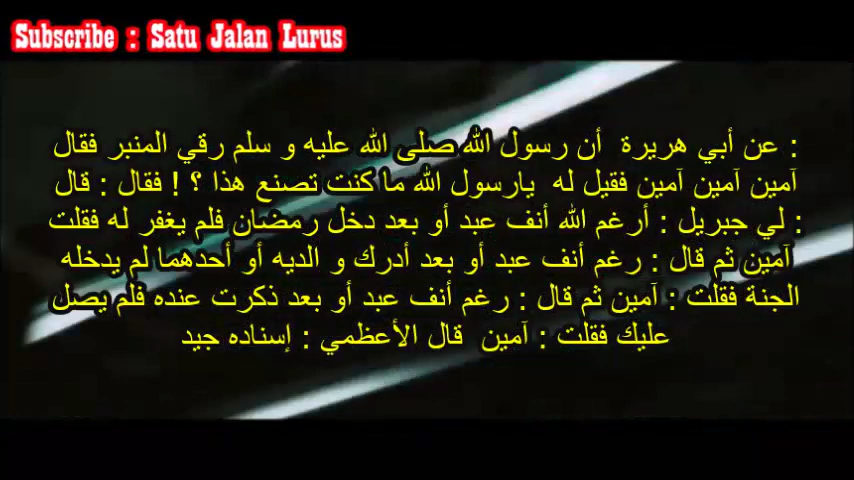 Subscribe : Satu Jalan Lurus
: عن أبي هريرة أن رسول الله صلى الله عليه و سلم رقي المنبر فقال
آمين آمين آمين فقيل له يارسول الله ما كنت تصنع هذا ؟ ! فقال : قال
: لي جبريل : أرغم الله أنف عبد أو بعد دخل رمضان فلم يغفر له فقلت
آمين ثم قال : رغم أنف عبد أو بعد أدرك و الديه أو أحدهما لم يدخله
الجنة فقلت : آمين ثم قال : رغم أنف عبد أو بعد ذكرت عنده فلم يصل
عليك فقلت : آمين قال الأعظمي : إسناده جيد